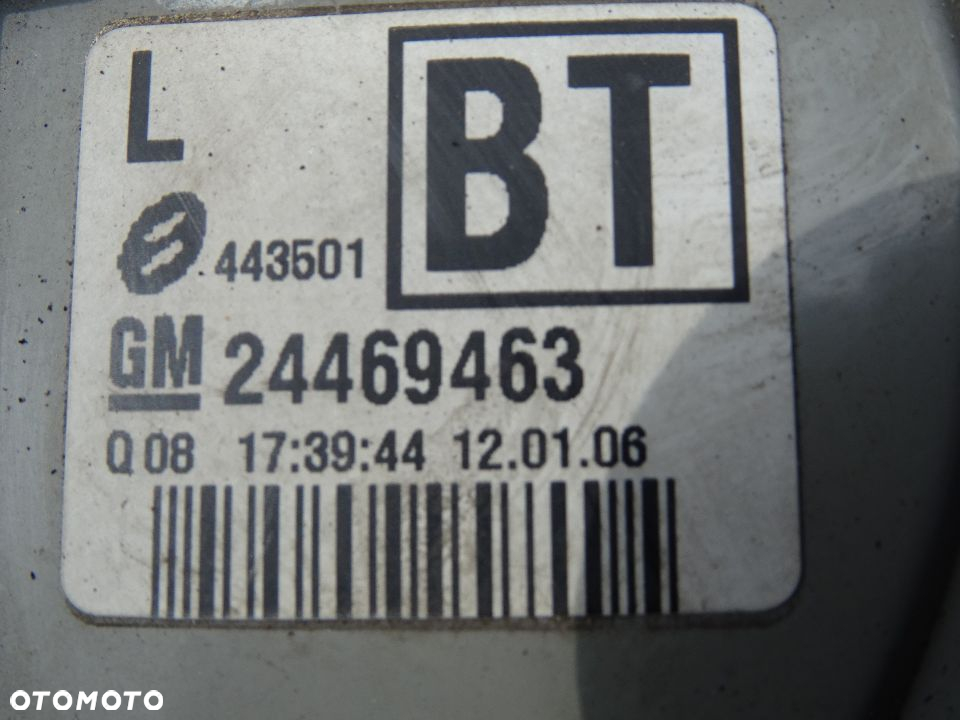 L
BT
443501
GM 24469463
Q 08 17:39:44 12.01.06
OTOMOTO